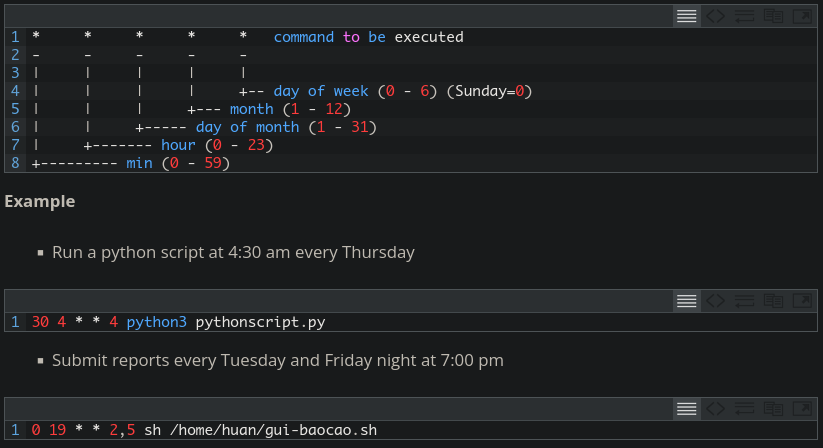 1 *     *     *     *     *   command to be executed
2 -     -     -     -     -
3 |     |     |     |     |
4 |     |     |     |     +-- day of week (0 - 6) (Sunday=0)
5 |     |     |     +--- month (1 - 12)
6 |     |     +----- day of month (1 - 31)
7 |     +------- hour (0 - 23)
8 +--------- min (0 - 59)
Example
▪ Run a python script at 4:30 am every Thursday
1 30 4 * * 4 python3 pythonscript.py
▪ Submit reports every Tuesday and Friday night at 7:00 pm
1 0 19 * * 2,5 sh /home/huan/gui-baocao.sh